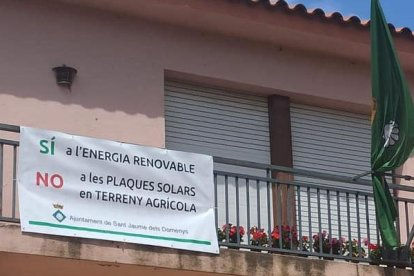 SÍ a l'ENERGIA RENOVABLE
NO a les PLAQUES SOLARS
en TERRENY AGRÍCOLA
Ajuntament de Sant Jaume dels Domenys